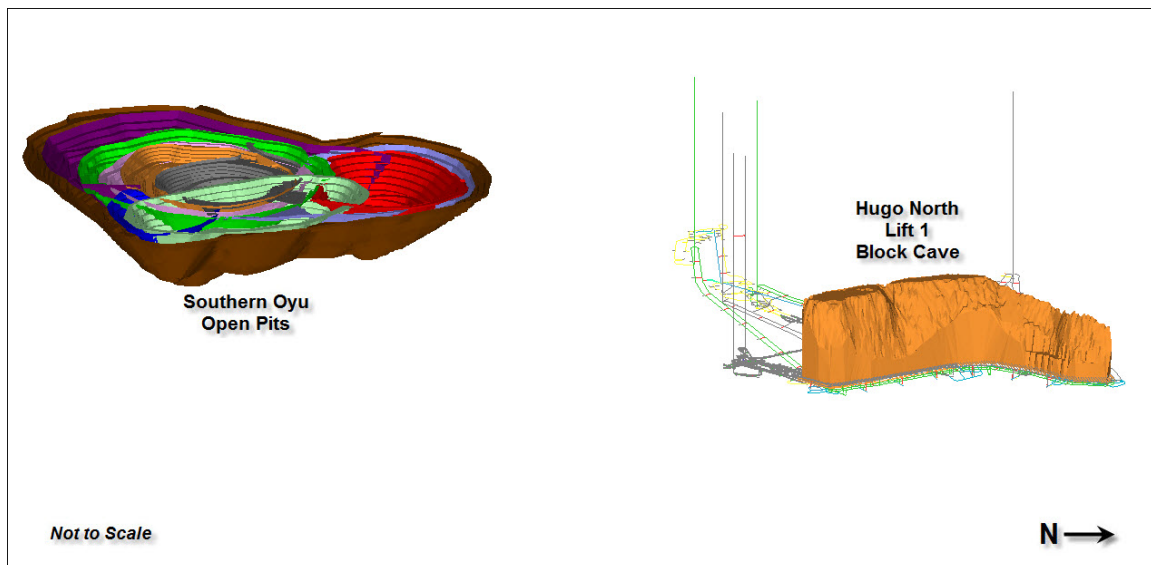 Southern Oyu
Open Pits
Hugo North
Lift 1
Block Cave
Not to Scale
N